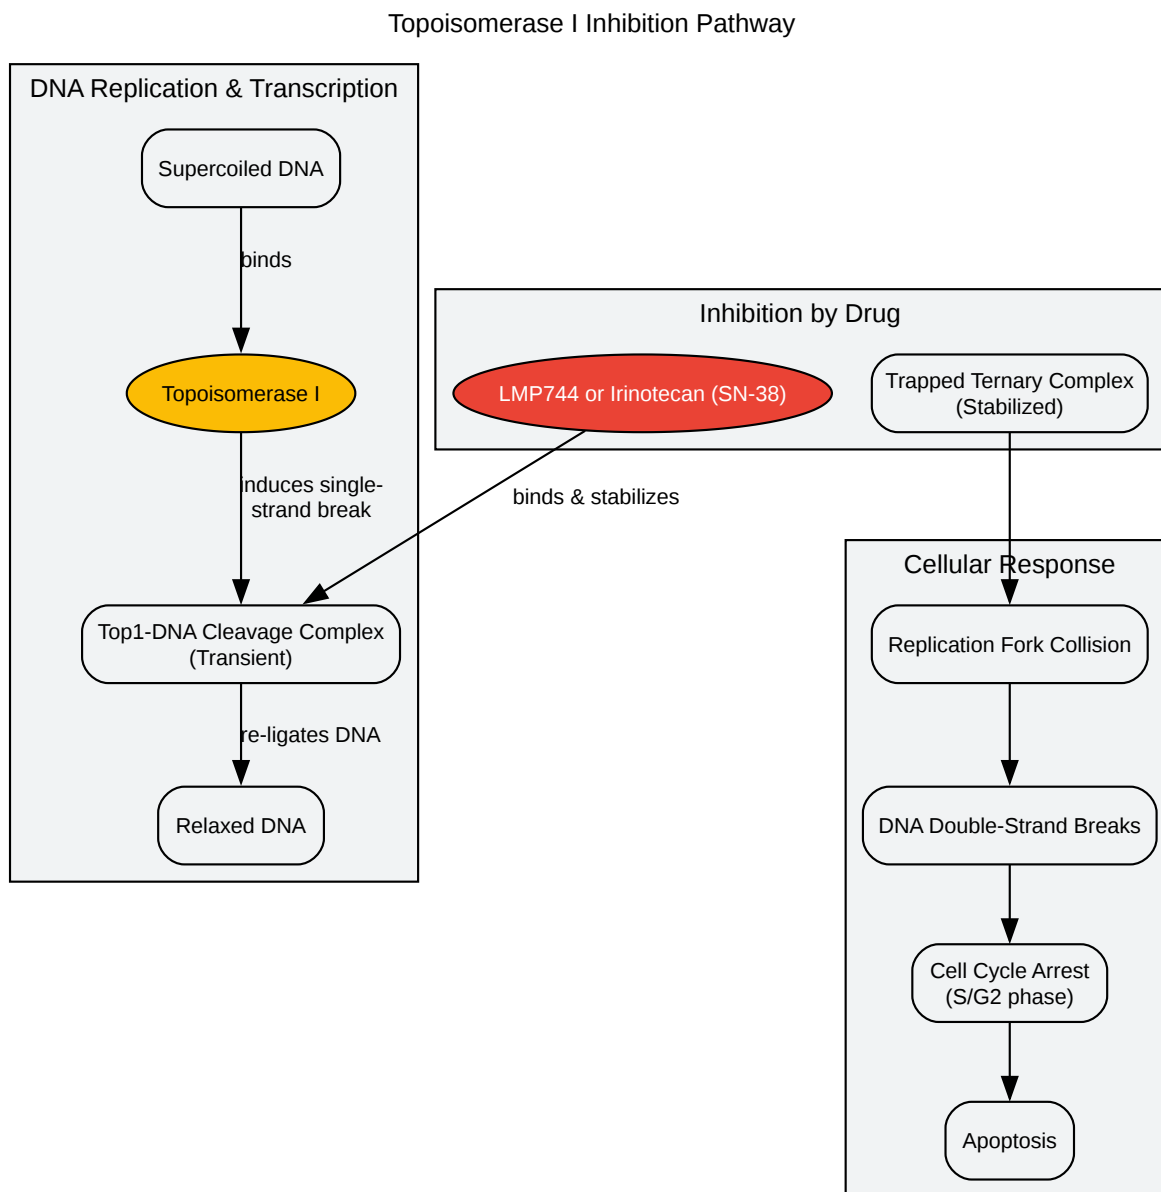 Topoisomerase I Inhibition Pathway
DNA Replication & Transcription
Supercoiled DNA
binds
Topoisomerase I
induces single-
strand break
Top1-DNA Cleavage Complex
(Transient)
re-ligates DNA
Relaxed DNA
Inhibition by Drug
LMP744 or Irinotecan (SN-38)
binds & stabilizes
Trapped Ternary Complex
(Stabilized)
Cellular Response
Replication Fork Collision
DNA Double-Strand Breaks
Cell Cycle Arrest
(S/G2 phase)
Apoptosis